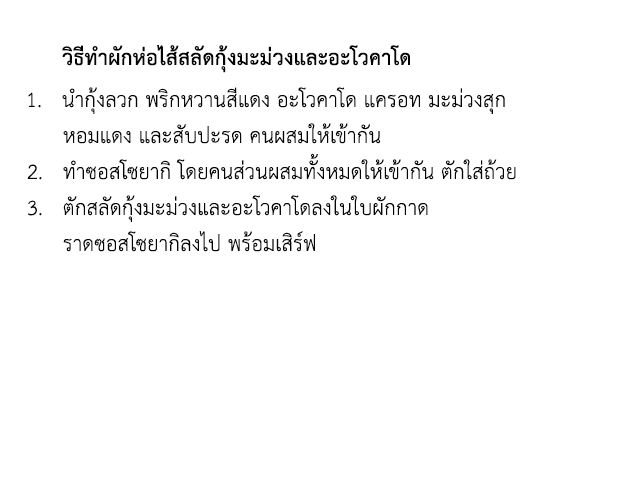 วิธีทำผักห่อไส้สลัดกุ้งมะม่วงและอะโวคาโด
1. นำกุ้งลวก พริกหวานสีแดง อะโวคาโด แครอท มะม่วงสุก
หอมแดง และสับปะรด คนผสมให้เข้ากัน
2. ทำซอสโชยากิ โดยคนส่วนผสมทั้งหมดให้เข้ากัน ตักใส่ถ้วย
3. ตักสลัดกุ้งมะม่วงและอะโวคาโดลงในใบผักกาด
ราดซอสโชยากิลงไป พร้อมเสิร์ฟ